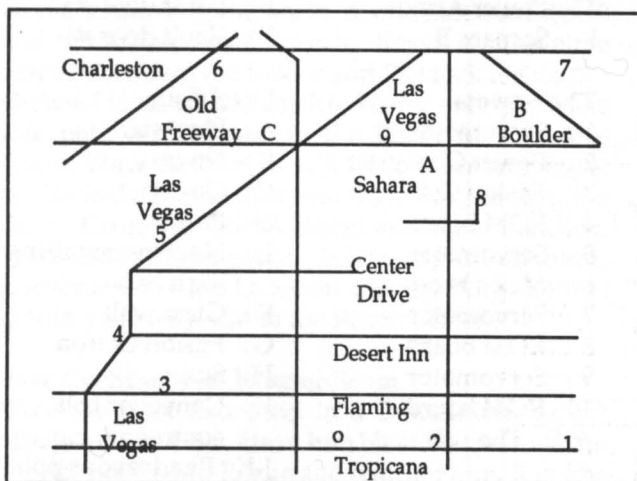 Charleston 6 Las 7
Old Vegas B
Freeway C 9 Boulder
Las A
Vegas Sahara 8
5
Center
Drive
4
Desert Inn
3
Las Flaming
Vegas 2 1
Tropicana